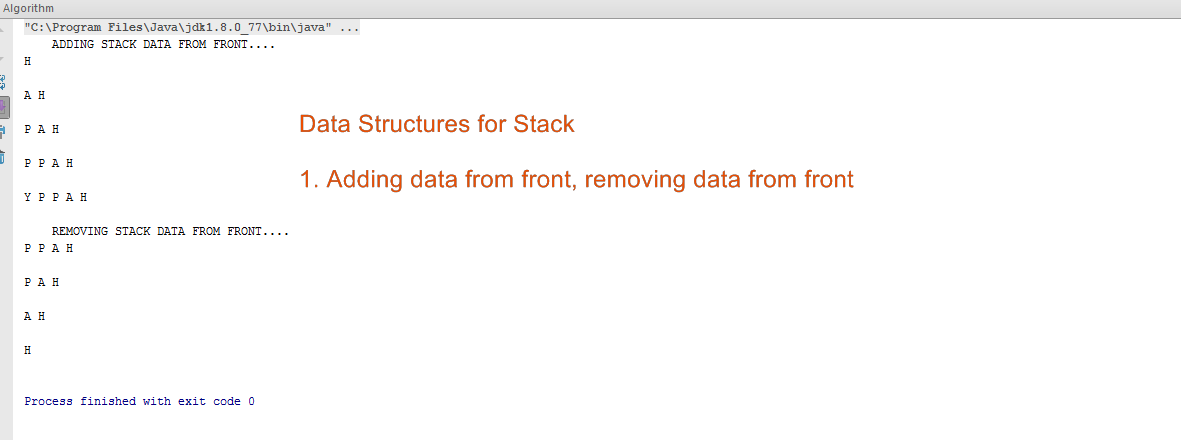 Algorithm
"C:\Program Files\Java\jdk1.8.0_77\bin\java" ...
ADDING STACK DATA FROM FRONT....
H
A H
P A H
P P A H
Y P P A H
REMOVING STACK DATA FROM FRONT....
P P A H
P A H
A H
H
Process finished with exit code 0
Data Structures for Stack
1. Adding data from front, removing data from front